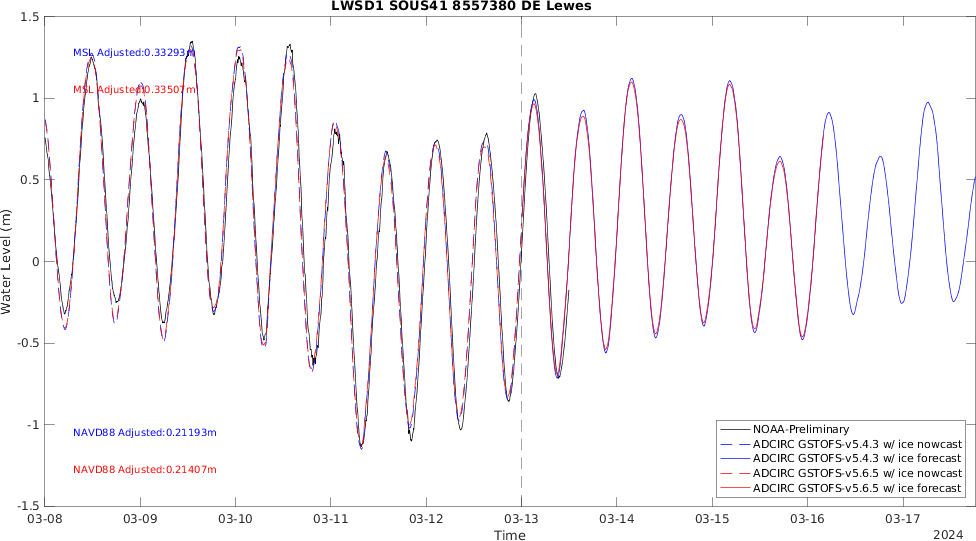 LWSD1 SOUS41 8557380 DE Lewes
1.5
1
0.5
0
-0.5
-1
-1.5
Water Level (m)
MSL Adjusted:0.33293m
MSL Adjusted:0.33507m
NAVD88 Adjusted:0.21193m
NAVD88 Adjusted:0.21407m
NOAA-Preliminary
ADCIRC GSTOFS-v5.4.3 w/ ice nowcast
ADCIRC GSTOFS-v5.4.3 w/ ice forecast
ADCIRC GSTOFS-v5.6.5 w/ ice nowcast
ADCIRC GSTOFS-v5.6.5 w/ ice forecast
03-08 03-09 03-10 03-11 03-12 03-13 03-14 03-15 03-16 03-17
Time
2024